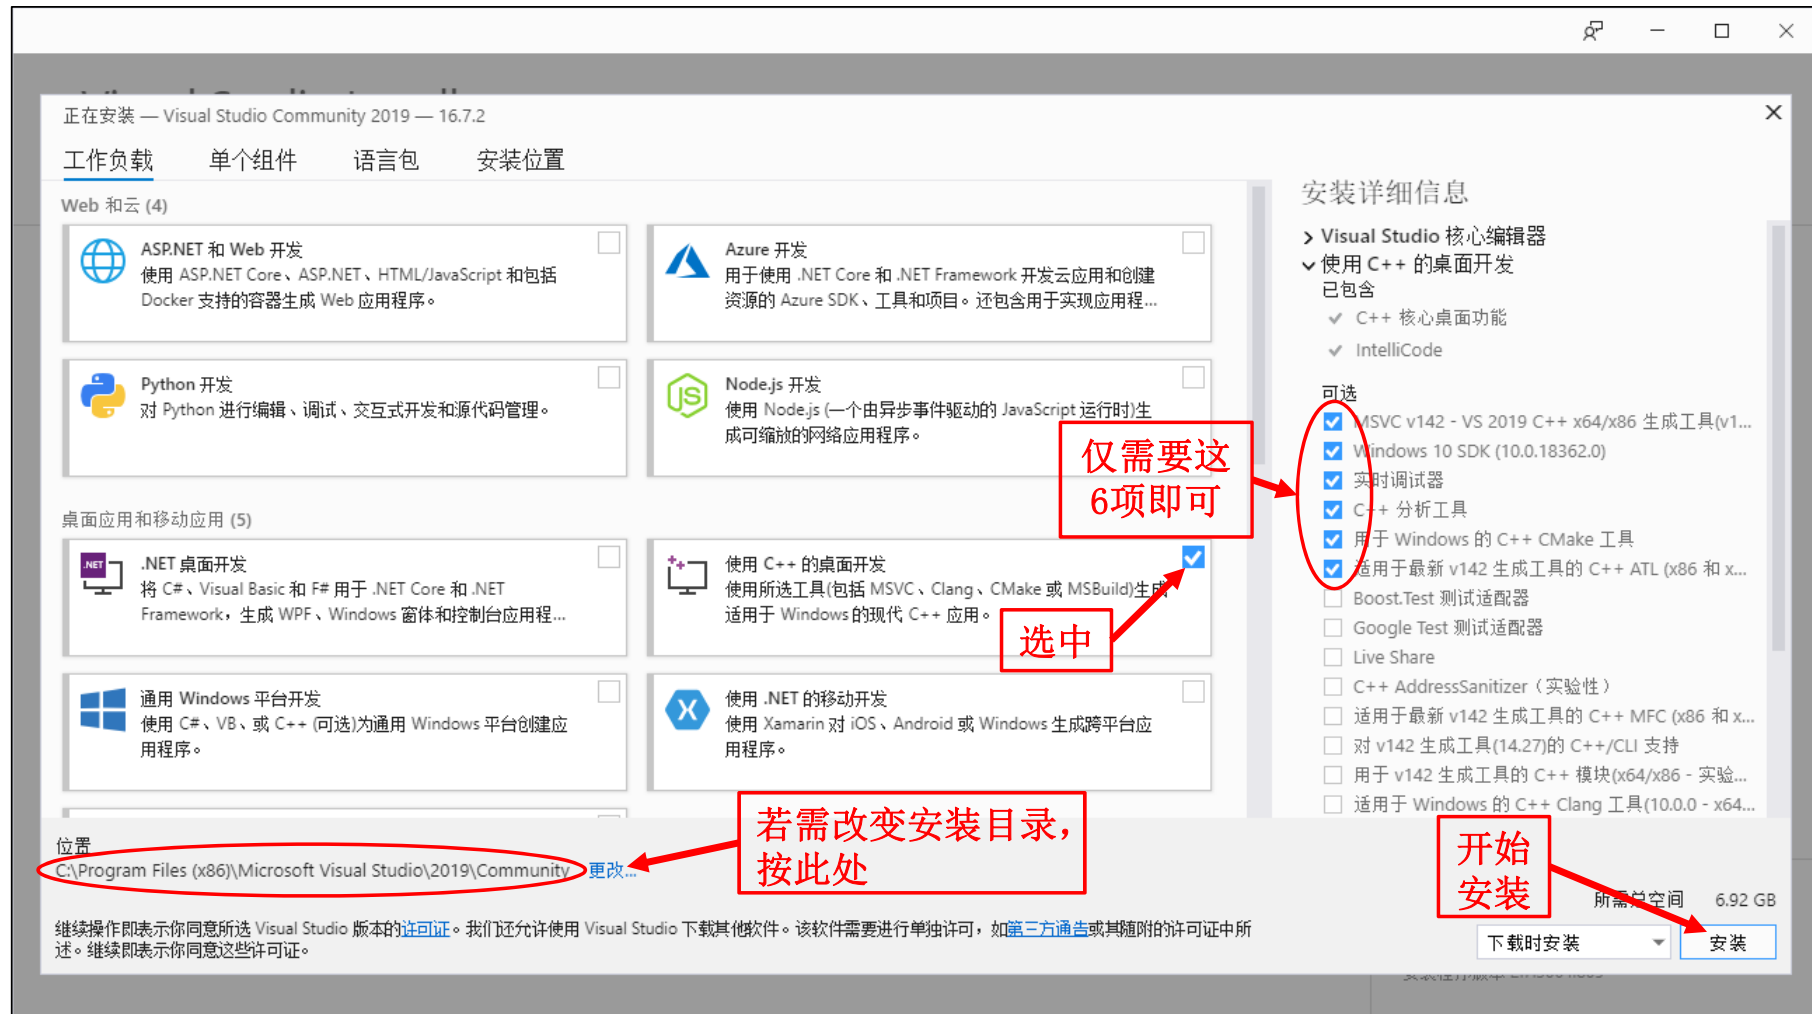 正在安装 — Visual Studio Community 2019 — 16.7.2
工作负载 单个组件 语言包 安装位置
Web 和云 (4)
ASP.NET 和 Web 开发
使用 ASP.NET Core、ASP.NET、HTML/JavaScript 和包括
Docker 支持的容器生成 Web 应用程序。
Azure 开发
用于使用 .NET Core 和 .NET Framework 开发云应用和创建
资源的 Azure SDK、工具和项目。还包含用于实现应用程...
Python 开发
对 Python 进行编辑、调试、交互式开发和源代码管理。
Node.js 开发
使用 Node.js (一个由异步事件驱动的 JavaScript 运行时)生
成可缩放的网络应用程序。
桌面应用和移动应用 (5)
.NET
.NET 桌面开发
将 C#、Visual Basic 和 F# 用于 .NET Core 和 .NET
Framework，生成 WPF、Windows 窗体和控制台应用程...
使用 C++ 的桌面开发
使用所选工具(包括 MSVC、Clang、CMake 或 MSBuild)生成
适用于 Windows 的现代 C++ 应用。
选中
通用 Windows 平台开发
使用 C#、VB、或 C++ (可选)为通用 Windows 平台创建应
用程序。
使用 .NET 的移动开发
使用 Xamarin 对 iOS、Android 或 Windows 生成跨平台应
用程序。
安装详细信息
Visual Studio 核心编辑器
使用 C++ 的桌面开发
已包含
C++ 核心桌面功能
IntelliCode
可选
MSVC v142 - VS 2019 C++ x64/x86 生成工具(v1...
Windows 10 SDK (10.0.18362.0)
实时调试器
C++ 分析工具
用于 Windows 的 C++ CMake 工具
适用于最新 v142 生成工具的 C++ ATL (x86 和 x...
Boost.Test 测试适配器
Google Test 测试适配器
Live Share
C++ AddressSanitizer（实验性）
适用于最新 v142 生成工具的 C++ MFC (x86 和 x...
对 v142 生成工具(14.27)的 C++/CLI 支持
用于 v142 生成工具的 C++ 模块(x64/x86 - 实验...
适用于 Windows 的 C++ Clang 工具(10.0.0 - x64...
仅需要这
6项即可
位置
C:\Program Files (x86)\Microsoft Visual Studio\2019\Community 更改...
若需改变安装目录，
按此处
开始
安装
所需总空间 6.92 GB
继续操作即表示你同意所选 Visual Studio 版本的许可证。我们还允许使用 Visual Studio 下载其他软件。该软件需要进行单独许可，如第三方通告或其随附的许可证中所
述。继续即表示你同意这些许可证。
下载时安装 安装